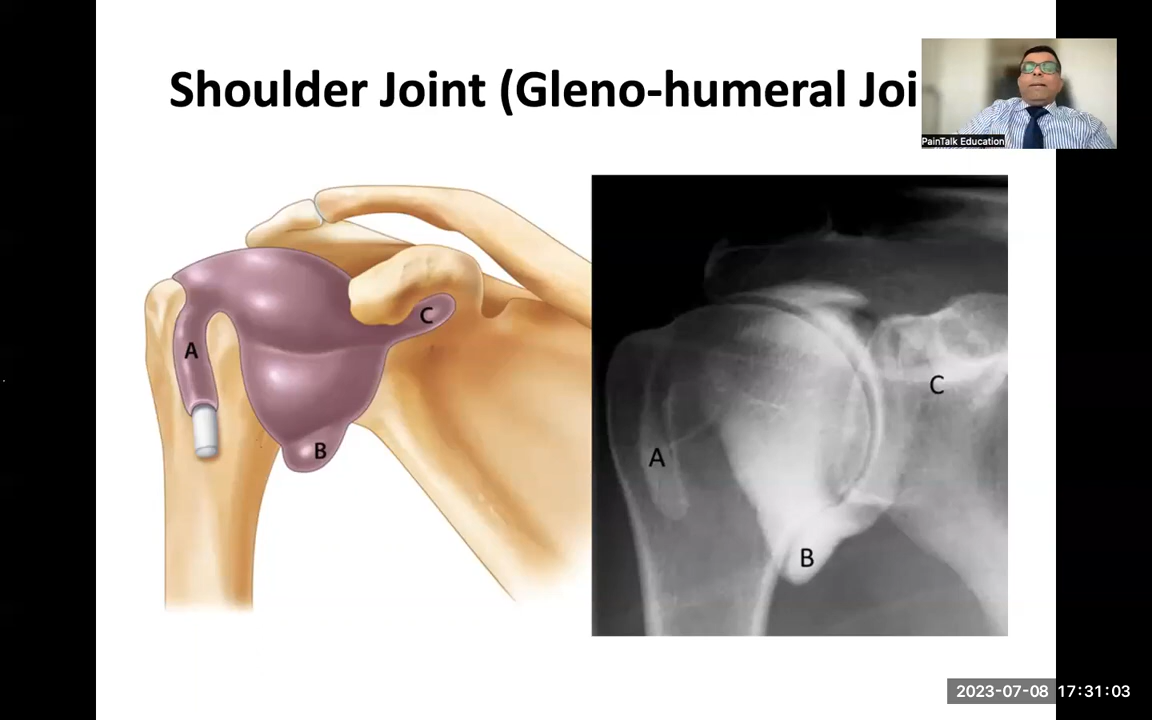 Shoulder Joint (Gleno-humeral Joi
PainTalk Education
A
C
B
C
A
B
2023-07-08 17:31:03